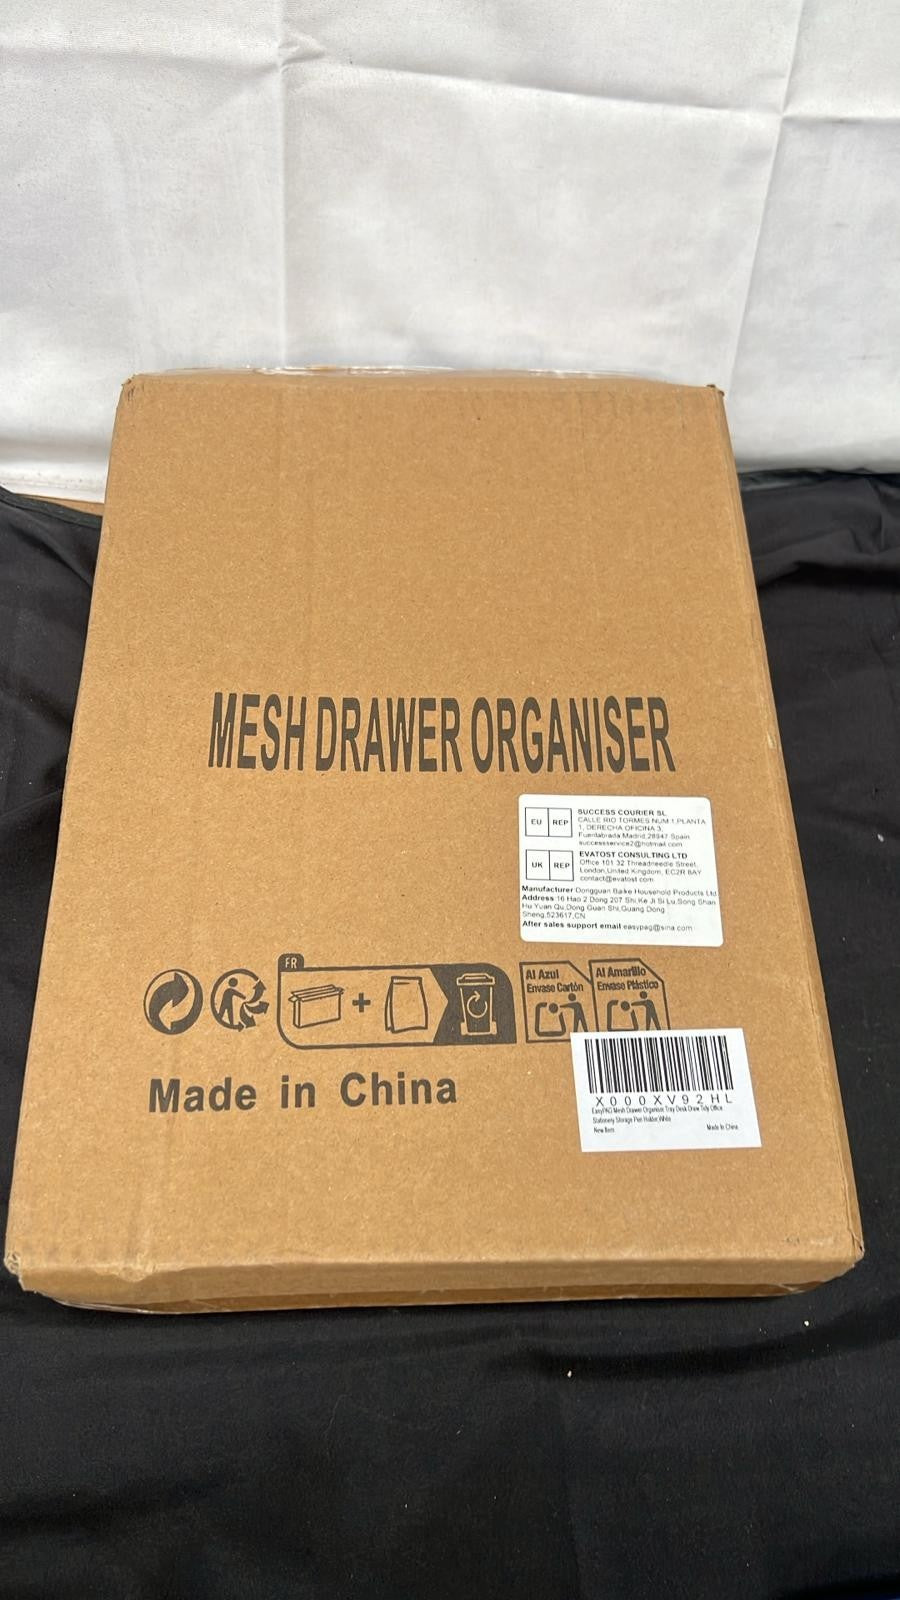 MESH DRAWER ORGANISER
EU REP
SUCCESS COURIER SL
CALLE RIO TORMES NUM 1,PLANTA
1, DERECHA OFICINA 3,
Fuenlabrada,Madrid,28947 Spain
successservice2@hotmail.com
UK REP
EVATOST CONSULTING LTD
Office 101 32 Threadneedle Street,
London,United Kingdom, EC2R 8AY
contact@evatost.com
Manufacturer:Dongguan Baike Household Products Ltd
Address:16 Hao 2 Dong 207 Shi,Ke Ji Si Lu,Song Shan
Hu Yuan Qu,Dong Guan Shi,Guang Dong
Sheng,523617,CN
After sales support email:easypag@sina.com
FR
+
Al Azul
Envase Cartón
Al Amarillo
Envase Plástico
Made in China
X000XV92HL
EasyPAG Mesh Drawer Organiser Tray Desk Draw Tidy Office
Stationery Storage Pen Holder,White
New Item
Made In China